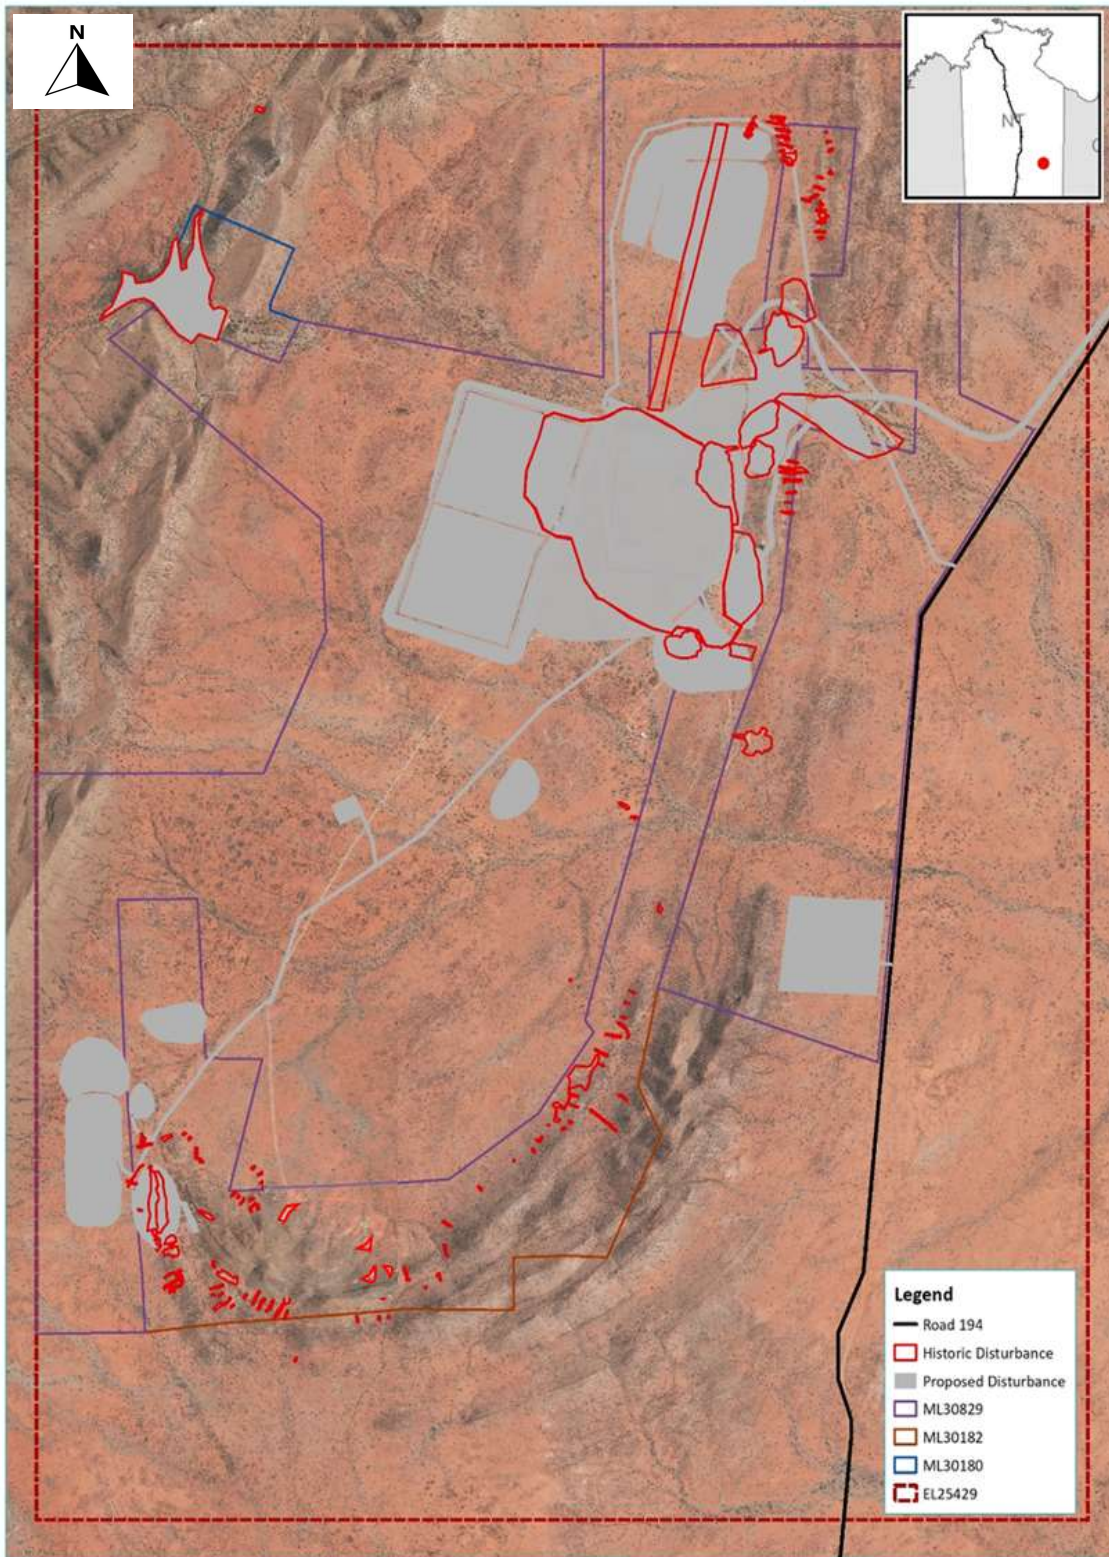 N
NT
Legend
Road 194
Historic Disturbance
Proposed Disturbance
ML30829
ML30182
ML30180
EL25429